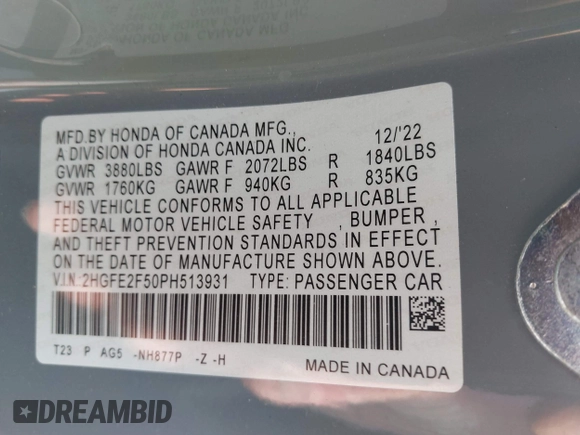 MFD.BY HONDA OF CANADA MFG., 12/'22
A DIVISION OF HONDA CANADA INC.
GVWR 3880LBS GAWR F 2072LBS R 1840LBS
GVWR 1760KG GAWR F 940KG R 835KG
THIS VEHICLE CONFORMS TO ALL APPLICABLE
FEDERAL MOTOR VEHICLE SAFETY , BUMPER ,
AND THEFT PREVENTION STANDARDS IN EFFECT
ON THE DATE OF MANUFACTURE SHOWN ABOVE.
V.I.N.:2HGFE2F50PH513931 TYPE: PASSENGER CAR
T23 P AG5 -NH877P -Z -H
MADE IN CANADA
DREAMBID